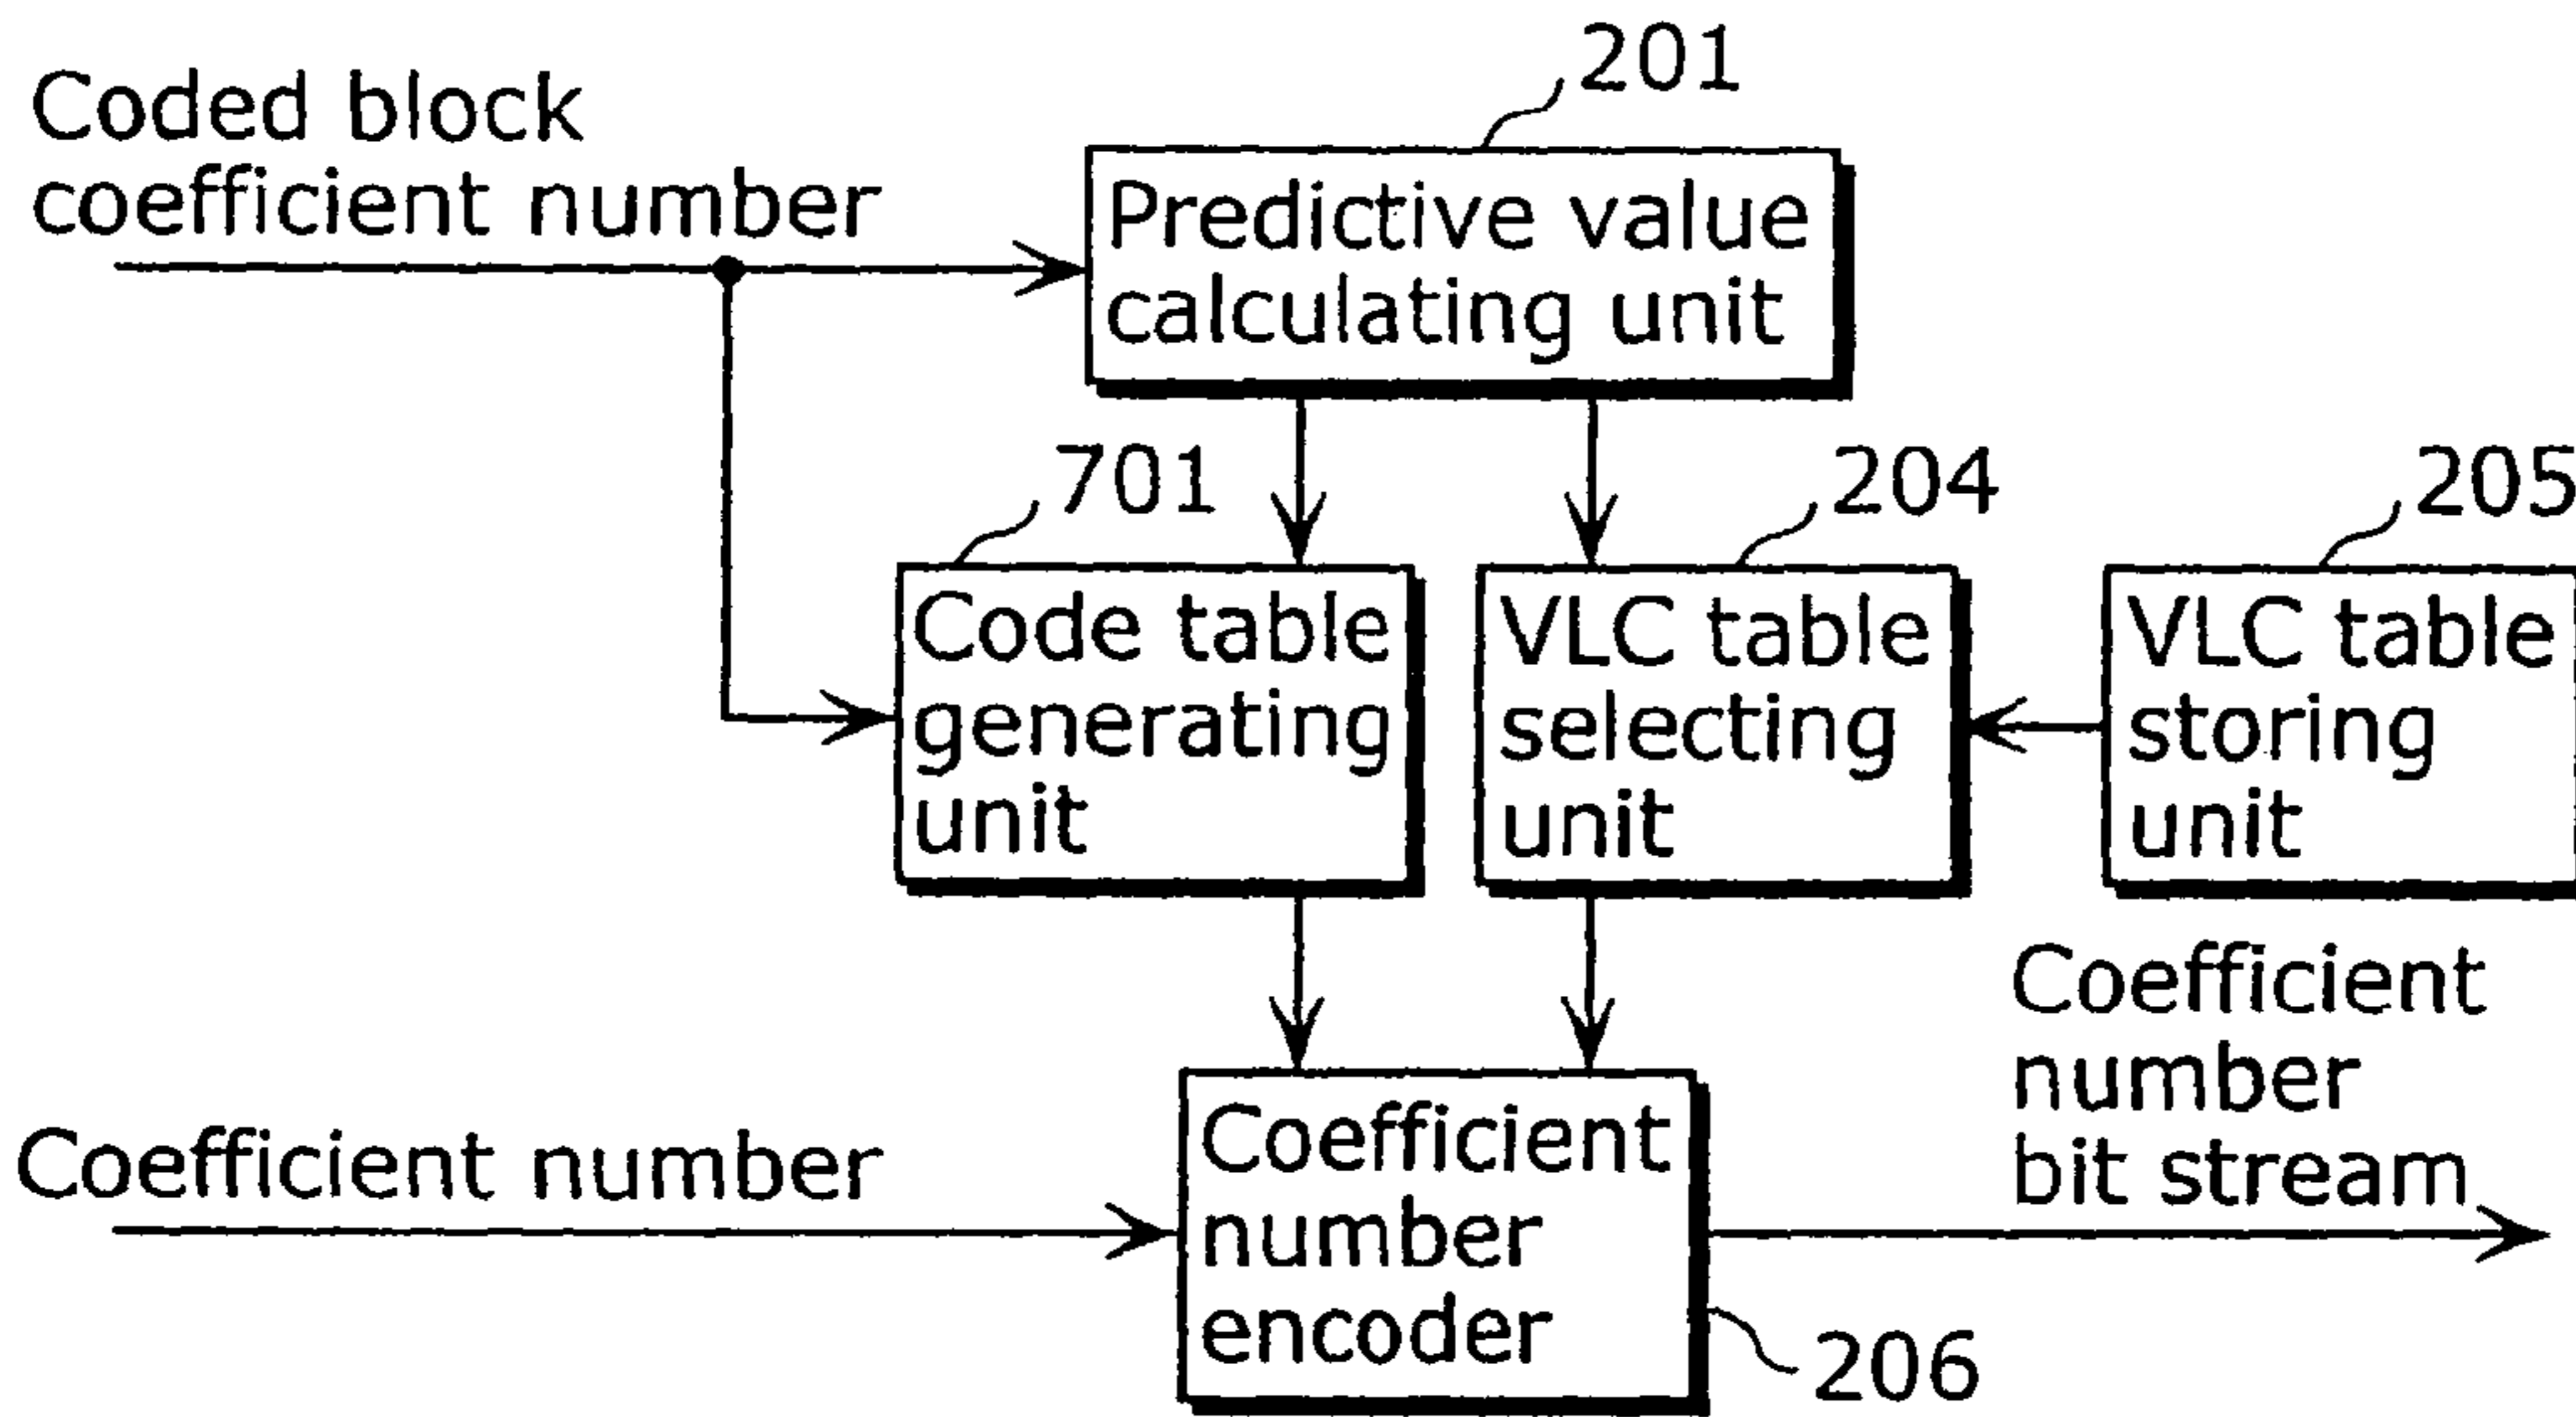 201
Coded block
coefficient number
Predictive value
calculating unit
701
204
205
Code table
generating
unit
VLC table
selecting
unit
VLC table
storing
unit
Coefficient
number
bit stream
Coefficient number
Coefficient
number
encoder
206